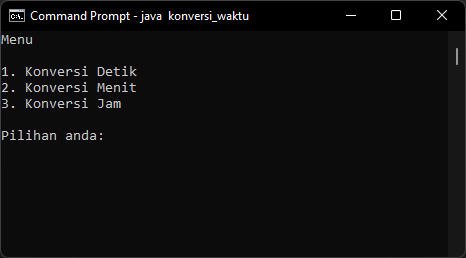 Command Prompt - java  konversi_waktu
Menu
1. Konversi Detik
2. Konversi Menit
3. Konversi Jam
Pilihan anda: